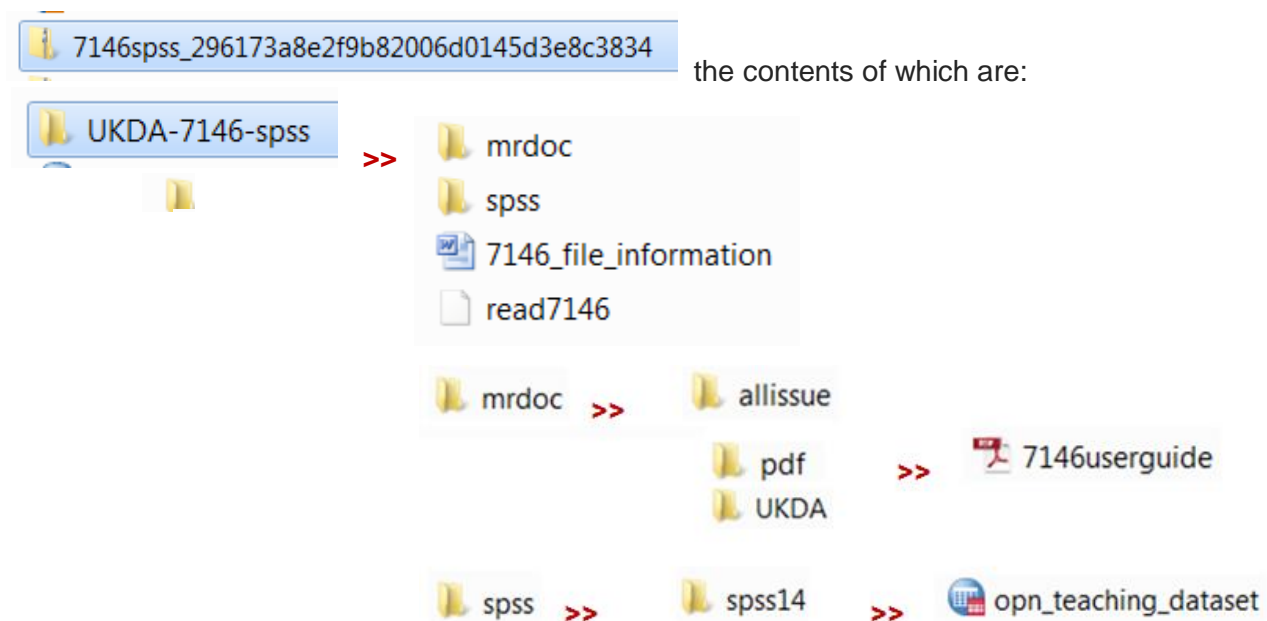 7146spss_296173a8e2f9b82006d0145d3e8c3834 the contents of which are:
UKDA-7146-spss >> mrdoc
spss
7146_file_information
read7146
mrdoc >> allissue
pdf >> 7146userguide
UKDA
spss >> spss14 >> opn_teaching_dataset